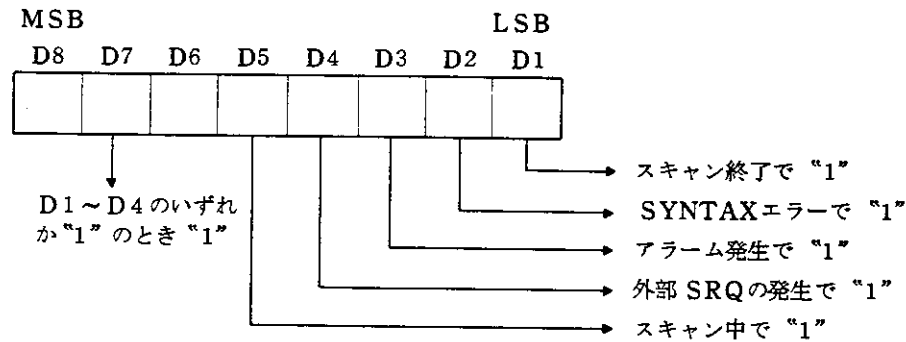 MSB LSB
D8 D7 D6 D5 D4 D3 D2 D1
スキャン終了で “1”
D1～D4のいずれ
か“1”のとき“1”
SYNTAXエラーで “1”
アラーム発生で “1”
外部SRQの発生で “1”
スキャン中で “1”